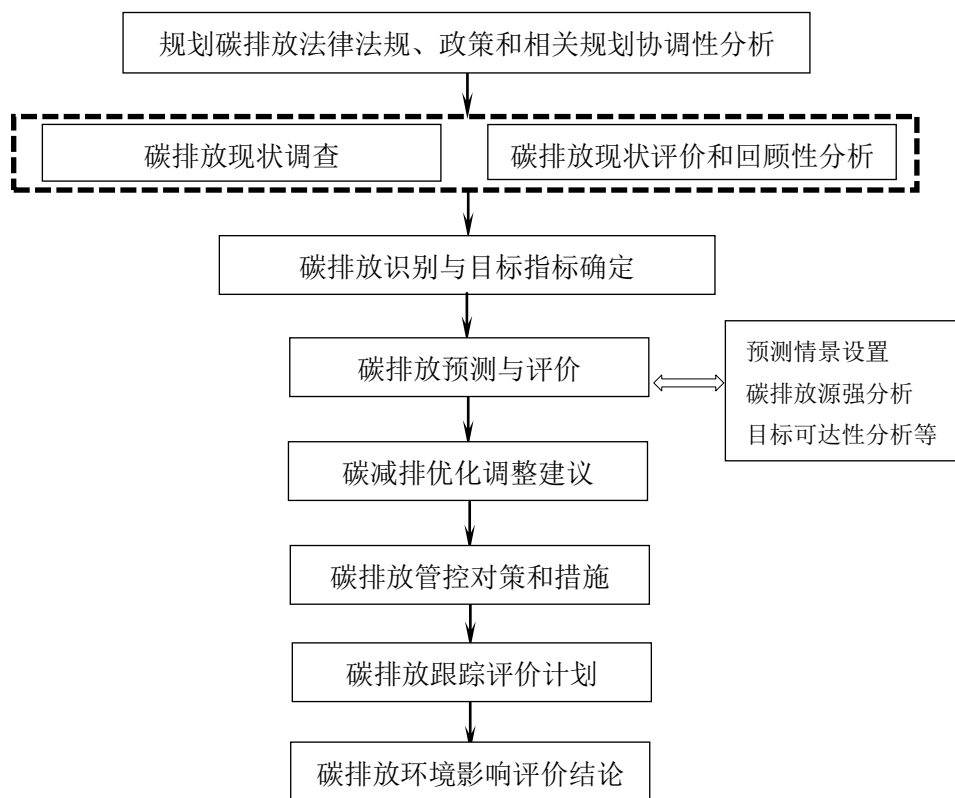 规划碳排放法律法规、政策和相关规划协调性分析
碳排放现状调查
碳排放现状评价和回顾性分析
碳排放识别与目标指标确定
碳排放预测与评价
预测情景设置
碳排放源强分析
目标可达性分析等
碳减排优化调整建议
碳排放管控对策和措施
碳排放跟踪评价计划
碳排放环境影响评价结论